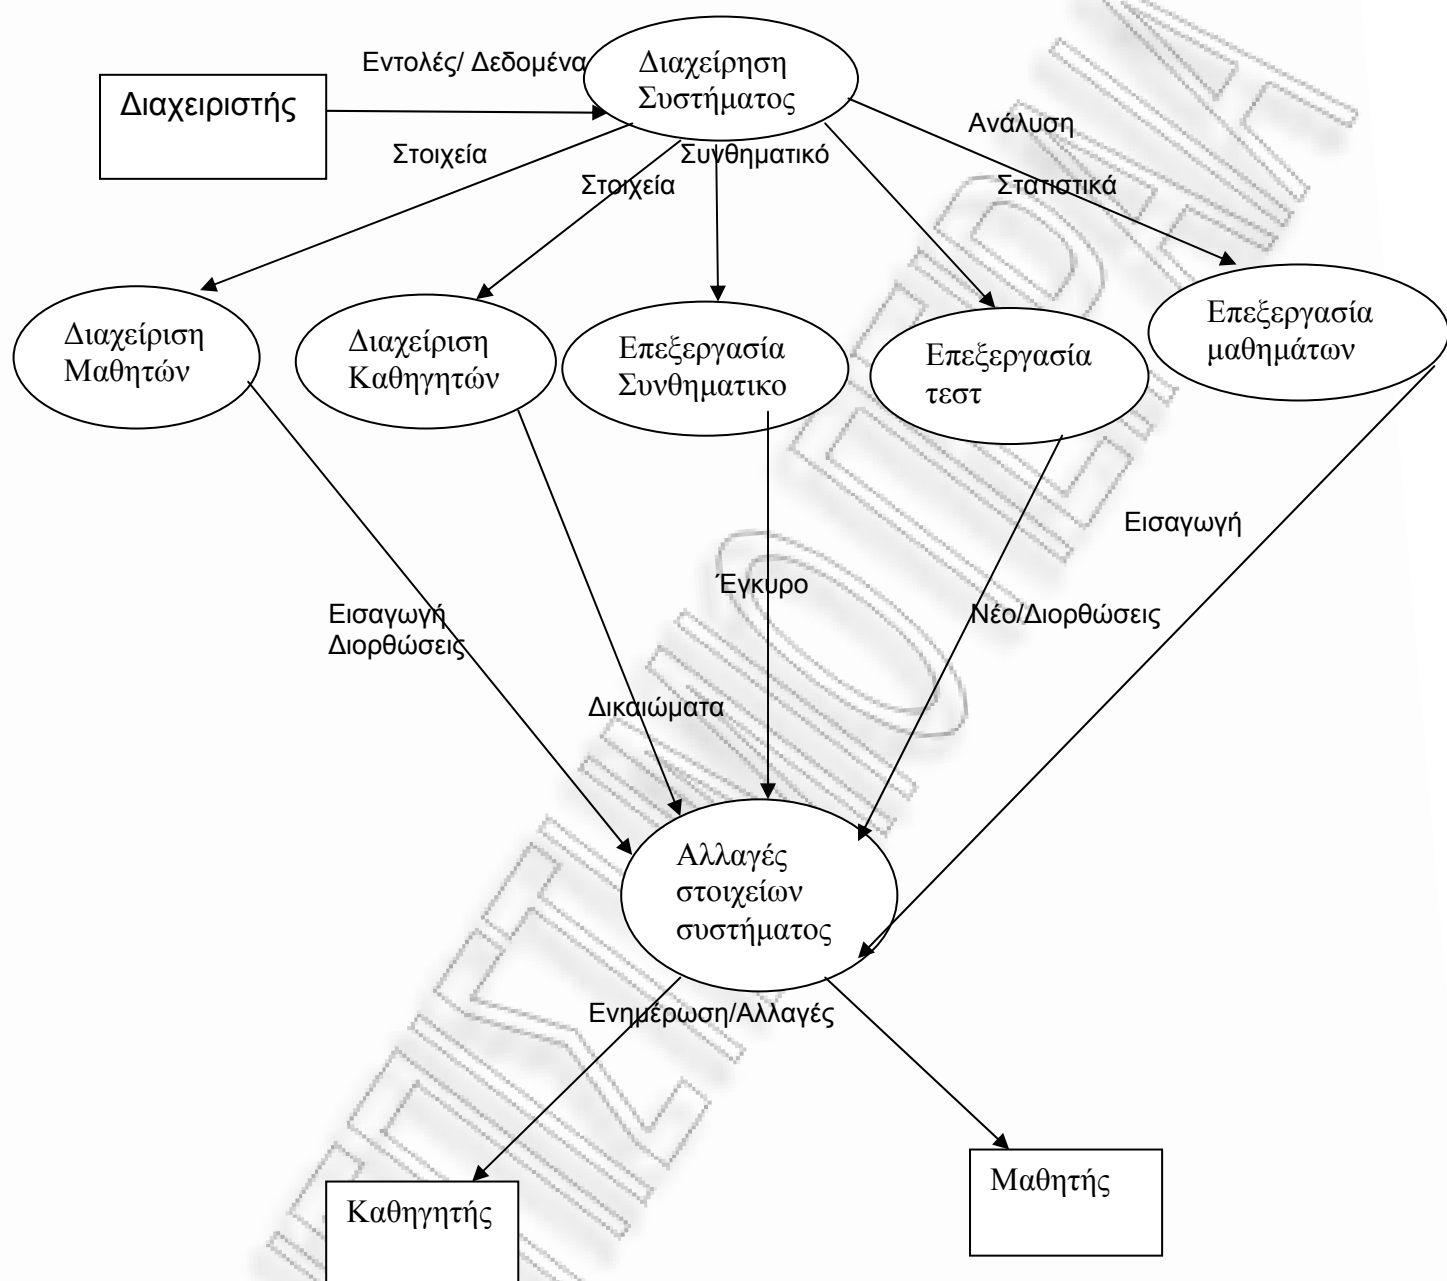 Εντολές/ Δεδομένα
Διαχείρηση
Συστήματος
Διαχειριστής
Ανάλυση
Στοιχεία
Συνθηματικό
Στοιχεία
Στατιστικά
Διαχείριση
Μαθητών
Διαχείριση
Καθηγητών
Επεξεργασία
Συνθηματικο
Επεξεργασία
τεστ
Επεξεργασία
μαθημάτων
Εισαγωγή
Έγκυρο
Εισαγωγή
Διορθώσεις
Νέο/Διορθώσεις
Δικαιώματα
Αλλαγές
στοιχείων
συστήματος
Ενημέρωση/Αλλαγές
Μαθητής
Καθηγητής